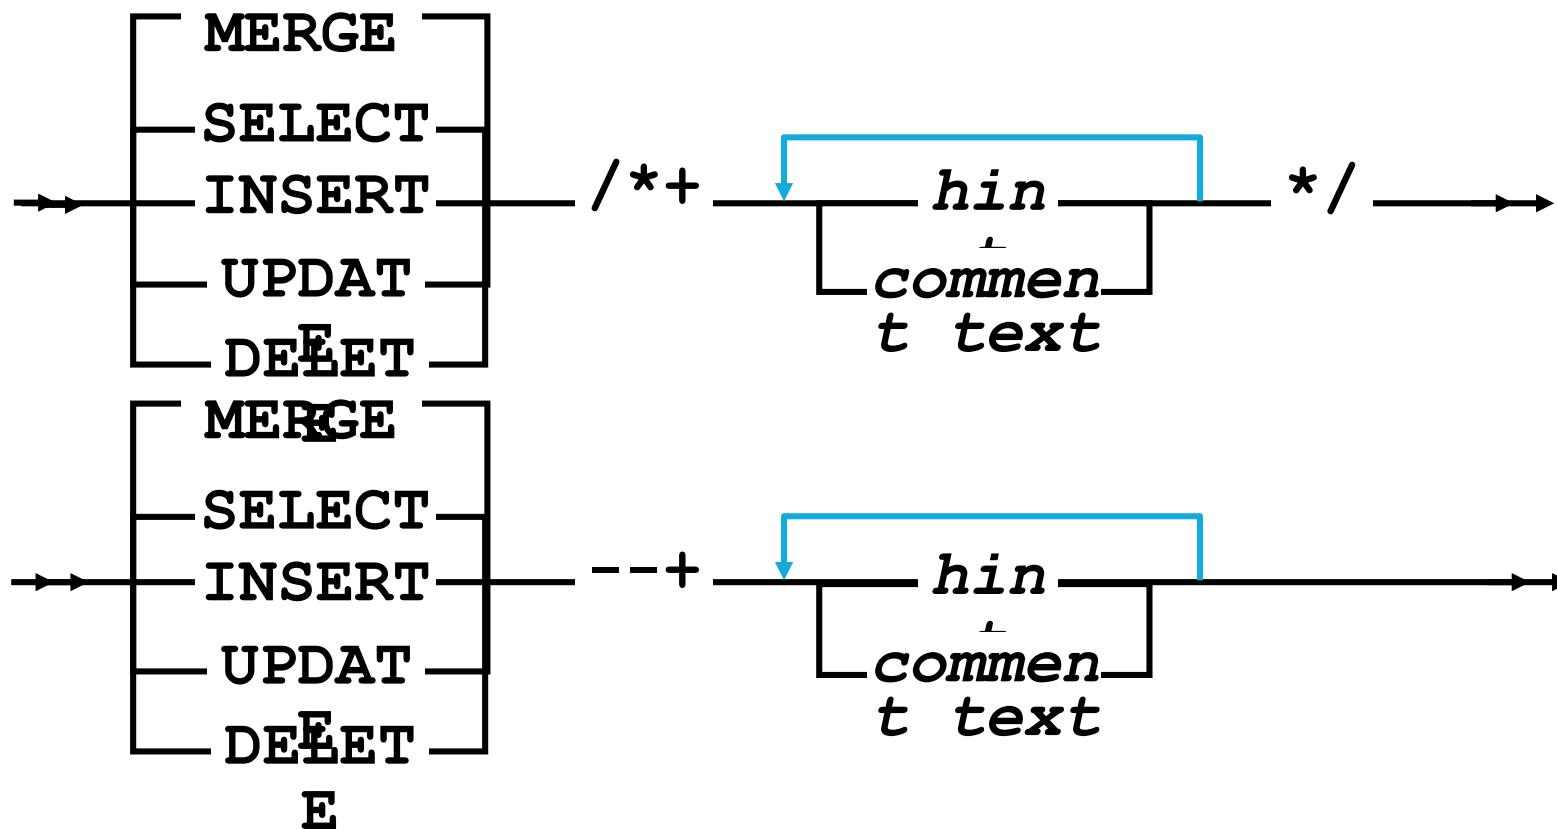 MERGE
SELECT
INSERT
UPDAT
E
DELET
E
/*+
hin
t
commen
t text
*/
MERGE
SELECT
INSERT
UPDAT
E
DELET
E
--+
hin
t
commen
t text